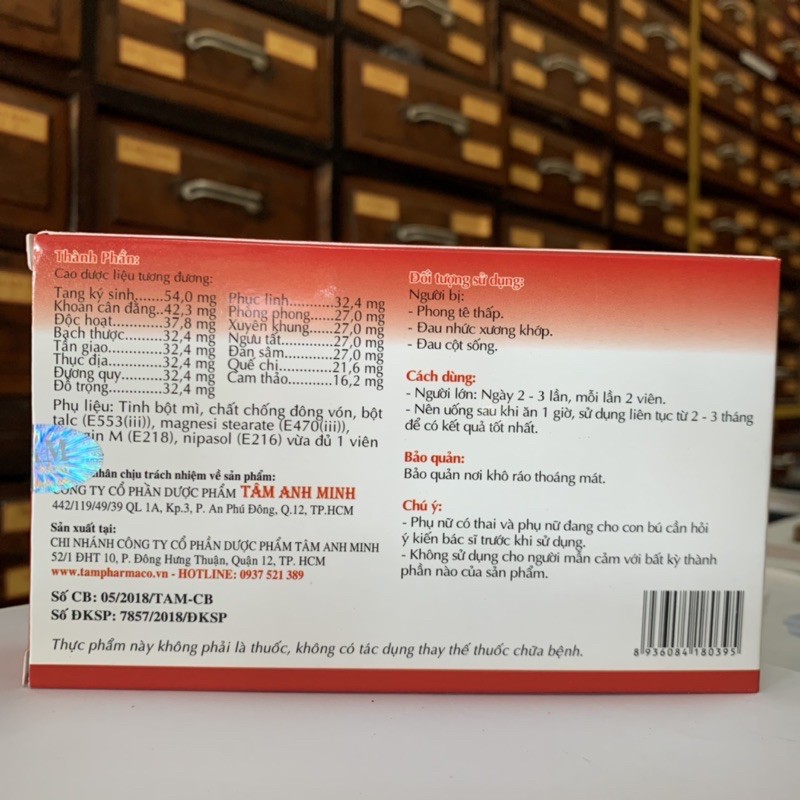 Thành Phần:
Cao dược liệu tương đương:
Tang ký sinh.......54,0 mg
Khoan cân đằng..42,3 mg
Độc hoạt..............37,8 mg
Bạch thược..........32,4 mg
Tần giao...............32,4 mg
Thục địa...............32,4 mg
Đương quy...........32,4 mg
Đỗ trọng...............32,4 mg
Phục linh..............32,4 mg
Phòng phong........27,0 mg
Xuyên khung........27,0 mg
Ngưu tất...............27,0 mg
Đan sâm...............27,0 mg
Quế chi.................21,6 mg
Cam thảo..............16,2 mg
Phụ liệu: Tinh bột mì, chất chống đông vón, bột
talc (E553(iii)), magnesi stearate (E470(iii)),
M (E218), nipasol (E216) vừa đủ 1 viên
nhân chịu trách nhiệm về sản phẩm:
CÔNG TY CỔ PHẦN DƯỢC PHẨM TÂM ANH MINH
442/119/49/39 QL 1A, Kp.3, P. An Phú Đông, Q.12, TP.HCM
Sản xuất tại:
CHI NHÁNH CÔNG TY CỔ PHẦN DƯỢC PHẨM TÂM ANH MINH
52/1 ĐHT 10, P. Đông Hưng Thuận, Quận 12, TP. HCM
www.tampharmaco.vn - HOTLINE: 0937 521 389
Số CB: 05/2018/TAM-CB
Số ĐKSP: 7857/2018/ĐKSP
Thực phẩm này không phải là thuốc, không có tác dụng thay thế thuốc chữa bệnh.
Đối tượng sử dụng:
Người bị:
- Phong tê thấp.
- Đau nhức xương khớp.
- Đau cột sống.
Cách dùng:
- Người lớn: Ngày 2 - 3 lần, mỗi lần 2 viên.
- Nên uống sau khi ăn 1 giờ, sử dụng liên tục từ 2 - 3 tháng
để có kết quả tốt nhất.
Bảo quản:
Bảo quản nơi khô ráo thoáng mát.
Chú ý:
- Phụ nữ có thai và phụ nữ đang cho con bú cần hỏi
ý kiến bác sĩ trước khi sử dụng.
- Không sử dụng cho người mẫn cảm với bất kỳ thành
phần nào của sản phẩm.
8 936084 180395